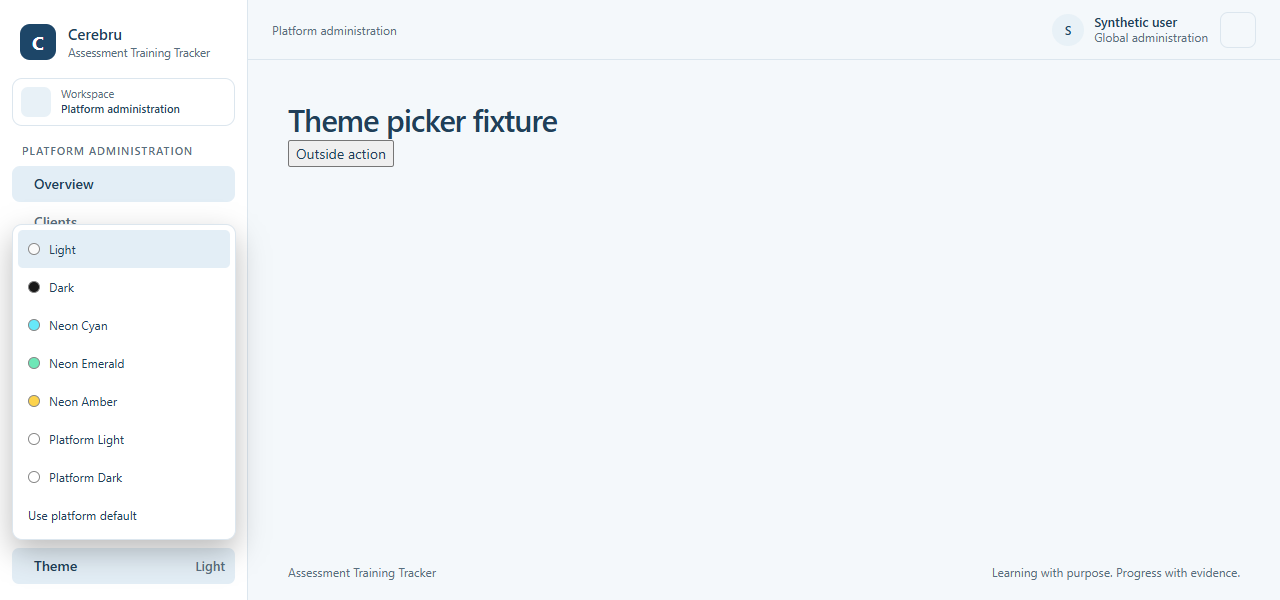 C
Cerebru
Assessment Training Tracker
Workspace
Platform administration
PLATFORM ADMINISTRATION
Overview
Clients
Light
Dark
Neon Cyan
Neon Emerald
Neon Amber
Platform Light
Platform Dark
Use platform default
Theme Light
Platform administration
S
Synthetic user
Global administration
Theme picker fixture
Outside action
Assessment Training Tracker
Learning with purpose. Progress with evidence.